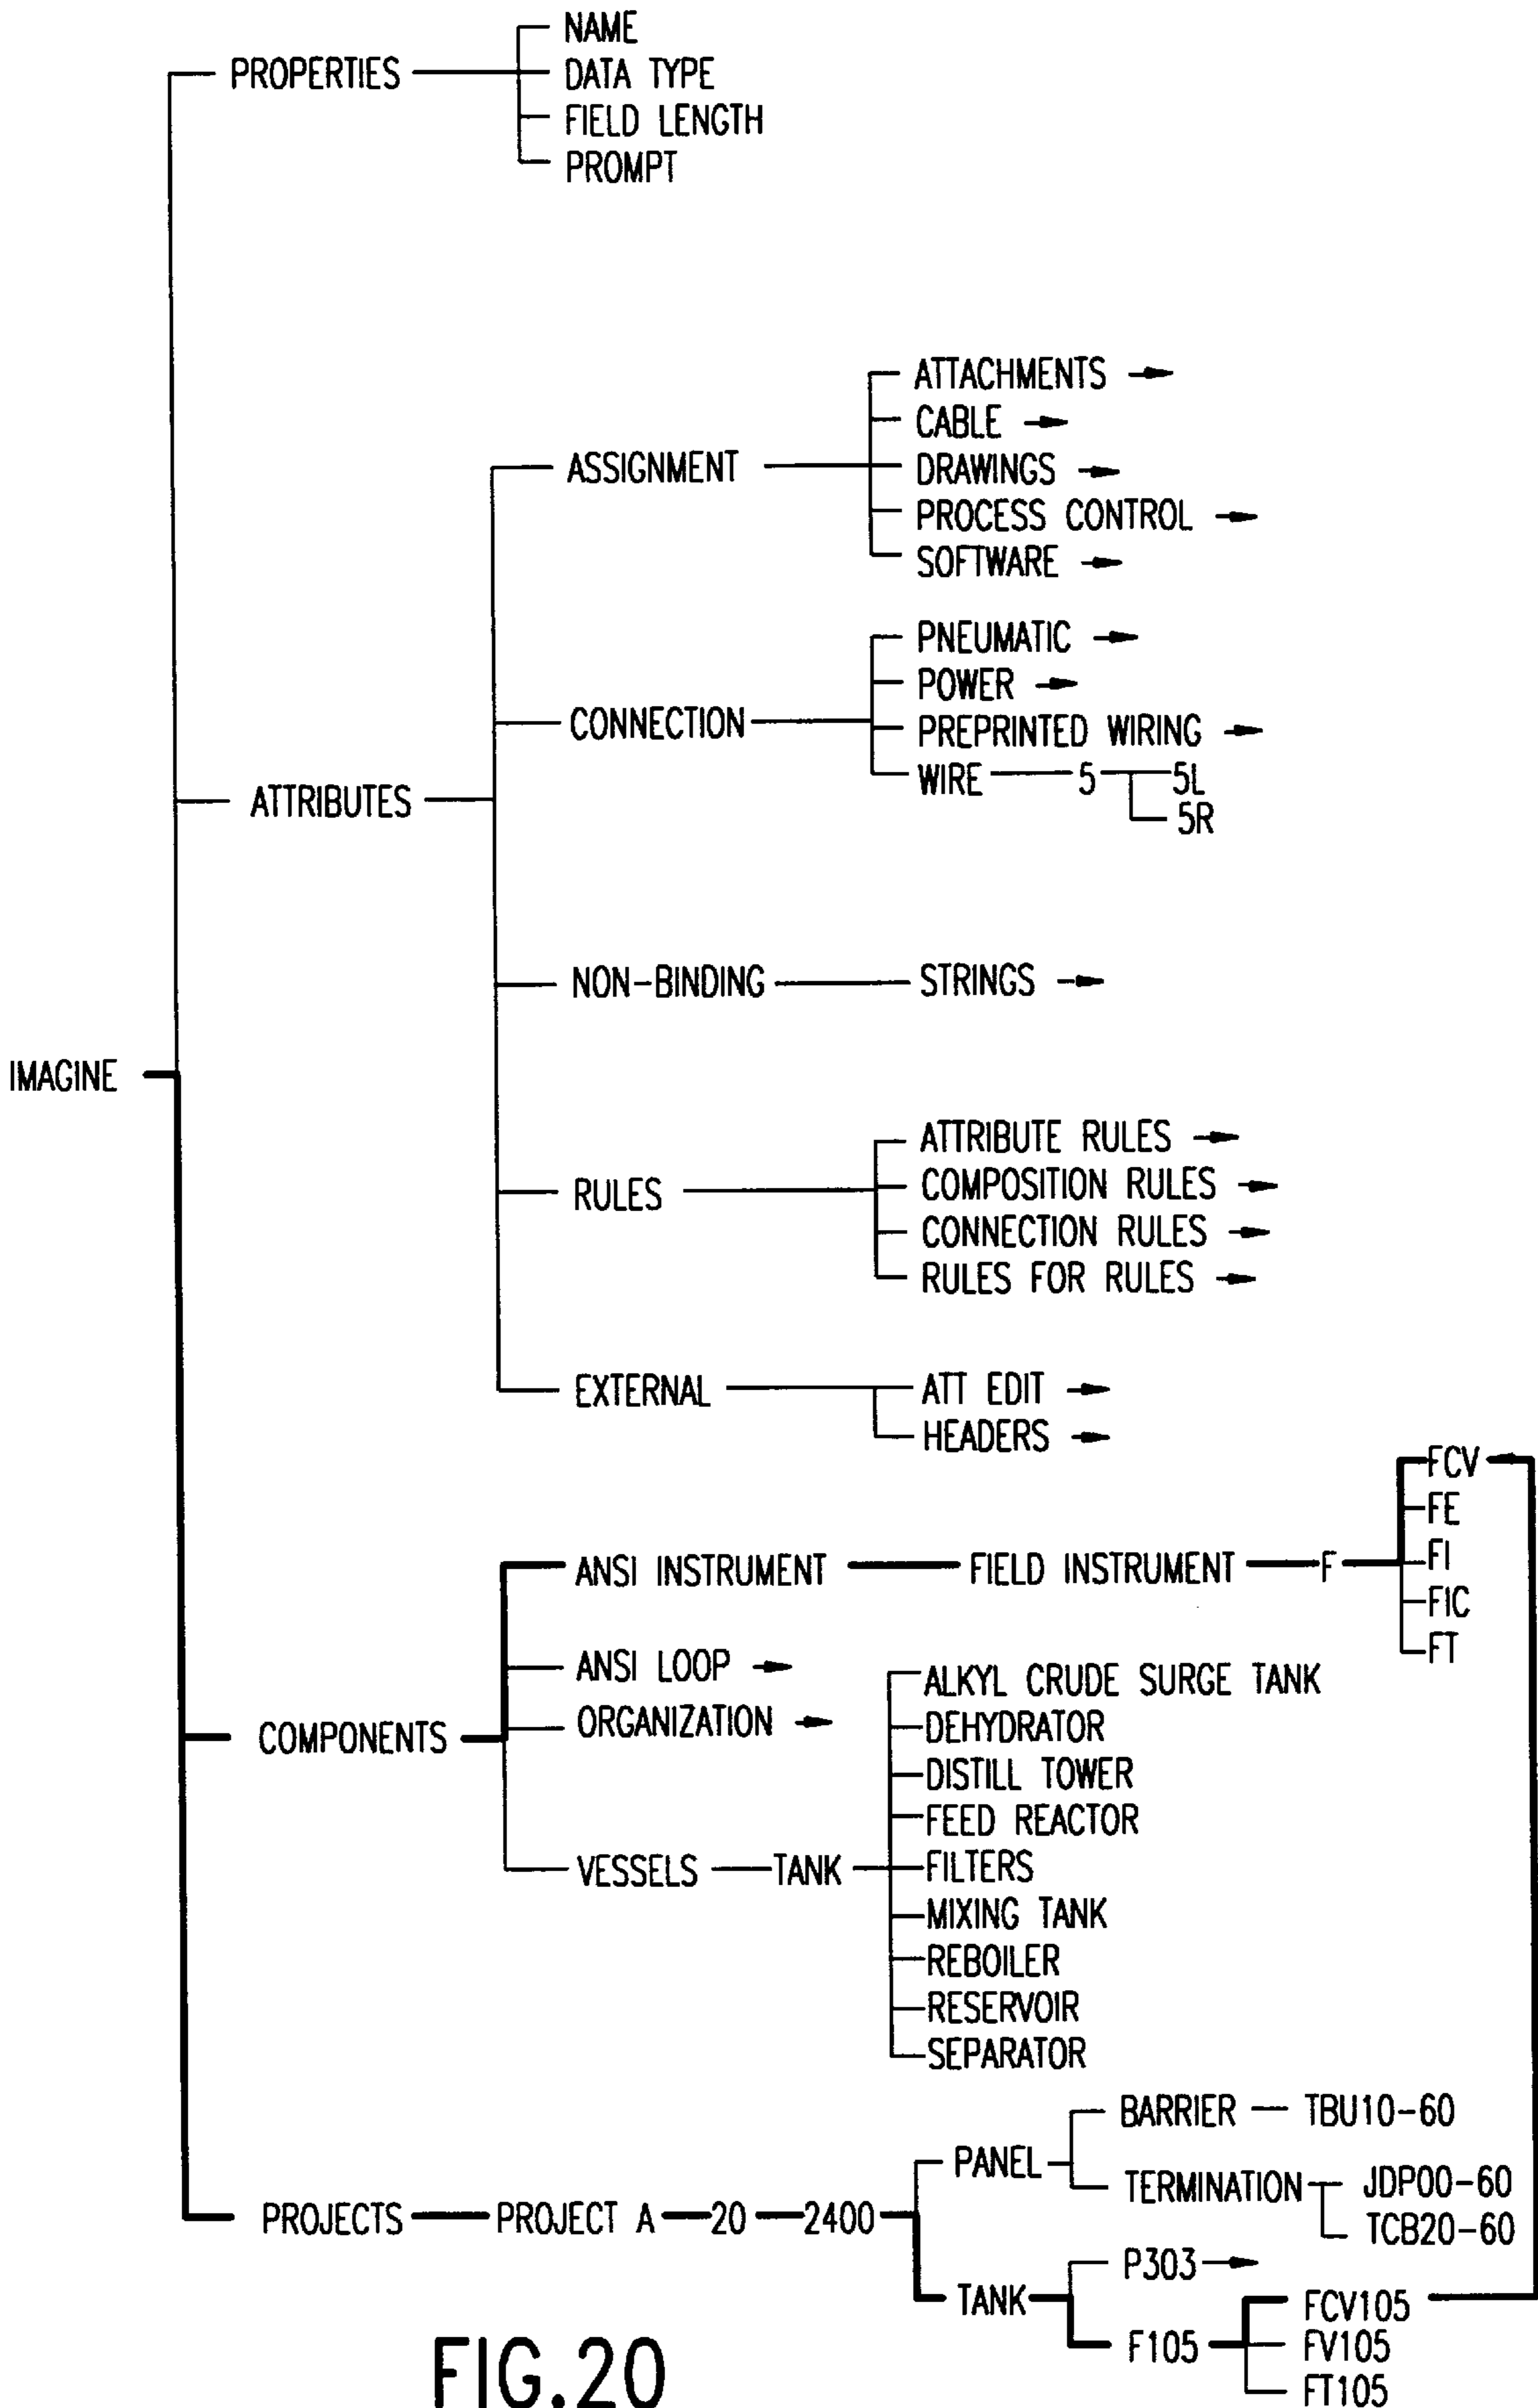 NAME
PROPERTIES
DATA TYPE
FIELD LENGTH
PROMPT
ATTACHMENTS
CABLE
ASSIGNMENT
DRAWINGS
PROCESS CONTROL
SOFTWARE
PNEUMATIC
POWER
CONNECTION
PREPRINTED WIRING
WIRE 5 5L
5R
ATTRIBUTES
NON-BINDING STRINGS
IMAGINE
ATTRIBUTE RULES
COMPOSITION RULES
RULES
CONNECTION RULES
RULES FOR RULES
EXTERNAL ATT EDIT
HEADERS
FCV
FE
ANSI INSTRUMENT FIELD INSTRUMENT F FI
FIC
FT
ANSI LOOP
ORGANIZATION
COMPONENTS
ALKYL CRUDE SURGE TANK
DEHYDRATOR
DISTILL TOWER
FEED REACTOR
VESSELS TANK FILTERS
MIXING TANK
REBOILER
RESERVOIR
SEPARATOR
BARRIER TBU10-60
PANEL
TERMINATION JDP00-60
TCB20-60
PROJECTS PROJECT A 20 2400
P303
TANK
FCV105
F105 FV105
FT105
FIG.20